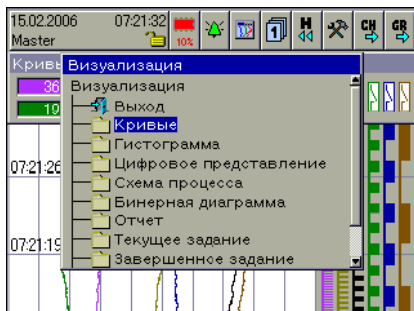 15.02.2006 07:21:32
Master
10%
1
H
CH
GR
Визуализация
36
19
Визуализация
Выход
Кривые
Гистограмма
Цифровое представление
07:21:26
Схема процесса
Бинерная диаграмма
Отчет
07:21:19
Текущее задание
Завершенное задание